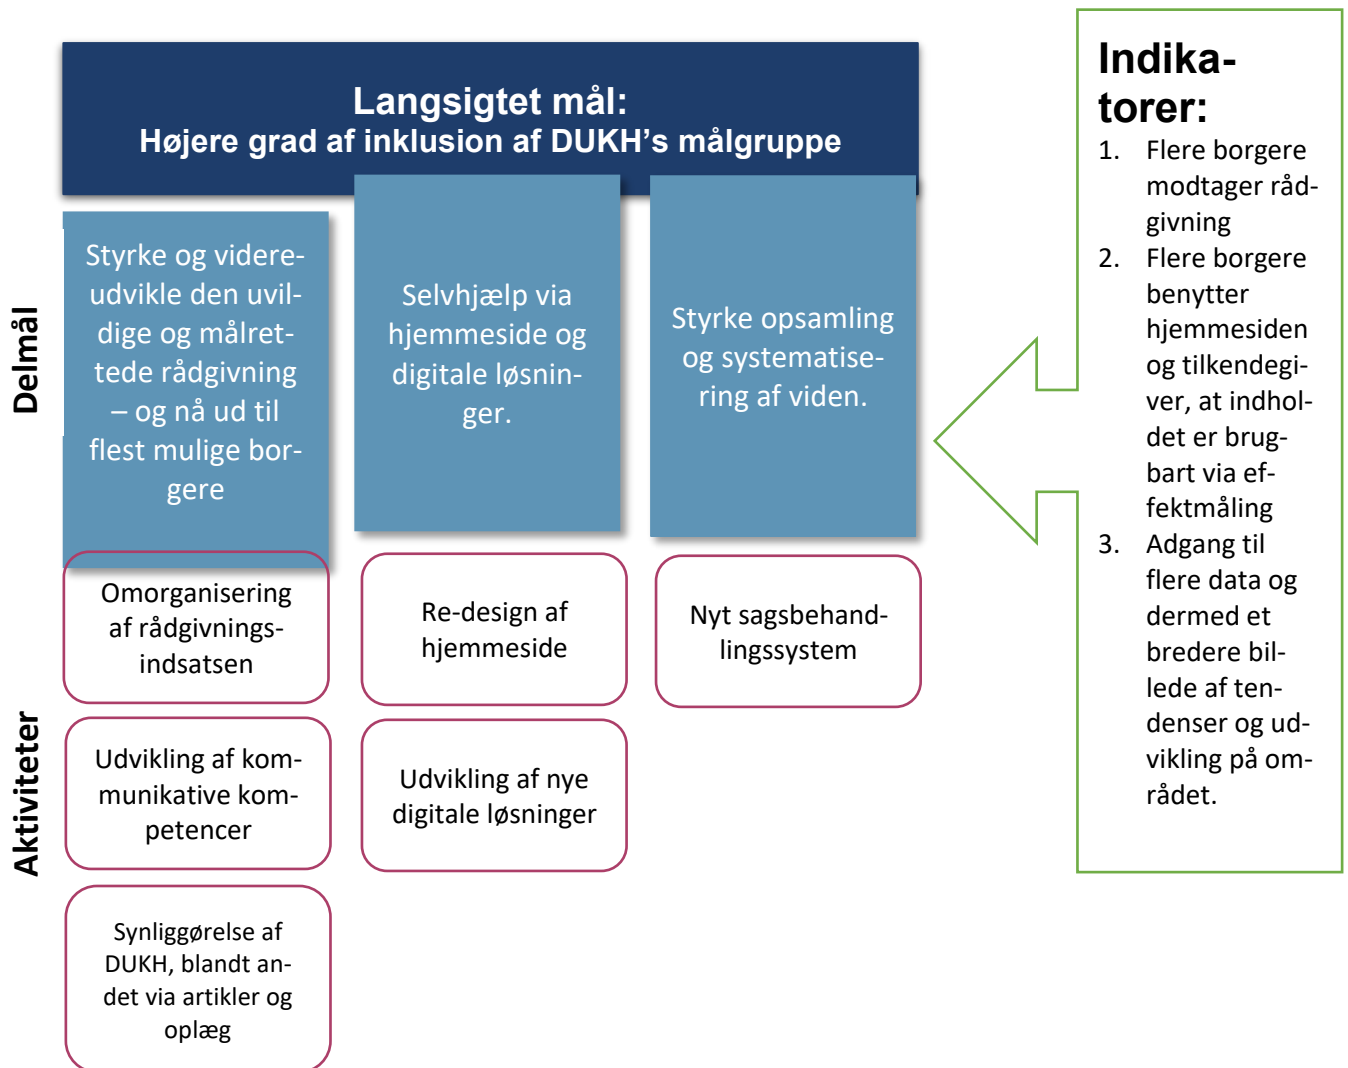 Langsigtet mål:
Højere grad af inklusion af DUKH's målgruppe
Delmål
Styrke og videre-
udvikle den uvil-
dige og målret-
tede rådgivning
– og nå ud til
flest mulige bor-
gere
Selvhjælp via
hjemmeside og
digitale løsnin-
ger.
Styrke opsamling
og systematise-
ring af viden.
Aktiviteter
Omorganisering
af rådgivnings-
indsatsen
Re-design af
hjemmeside
Nyt sagsbehand-
lingssystem
Udvikling af kom-
munikative kom-
petencer
Udvikling af nye
digitale løsninger
Synliggørelse af
DUKH, blandt an-
det via artikler og
oplæg
Indika-
torer:
1. Flere borgere
modtager råd-
givning
2. Flere borgere
benytter
hjemmesiden
og tilkendegi-
ver, at indhol-
det er brug-
bart via ef-
fektmåling
3. Adgang til
flere data og
dermed et
bredere bil-
lede af ten-
denser og ud-
vikling på om-
rådet.